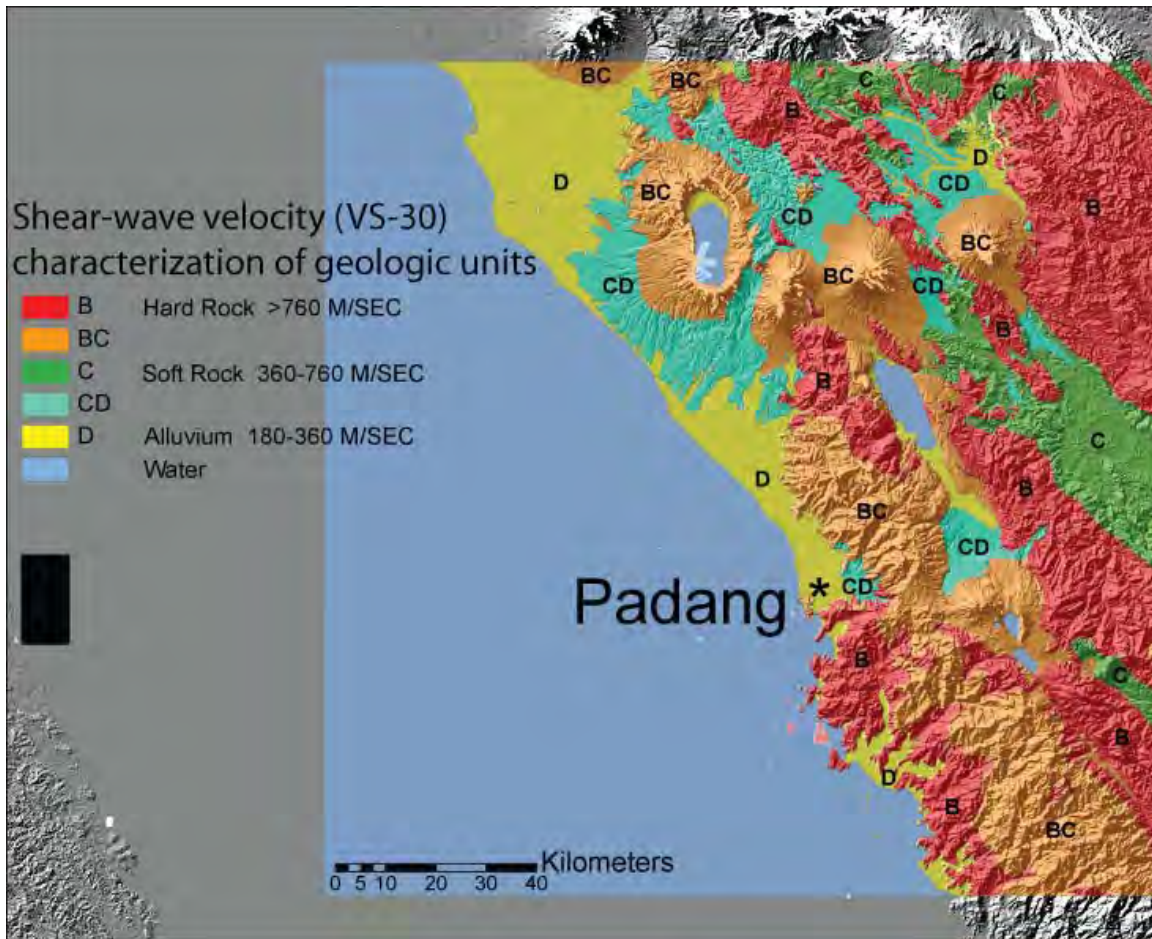 BC
BC
C
C
B
D
D
BC
CD
CD
B
BC
Shear-wave velocity (VS-30)
characterization of geologic units
CD
BC
CD
B Hard Rock >760 M/SEC
BC
B
C Soft Rock 360-760 M/SEC
B
CD
D Alluvium 180-360 M/SEC
C
Water
D
B
BC
CD
Padang * CD
B
C
B
D
B
BC
Kilometers
0 5 10 20 30 40